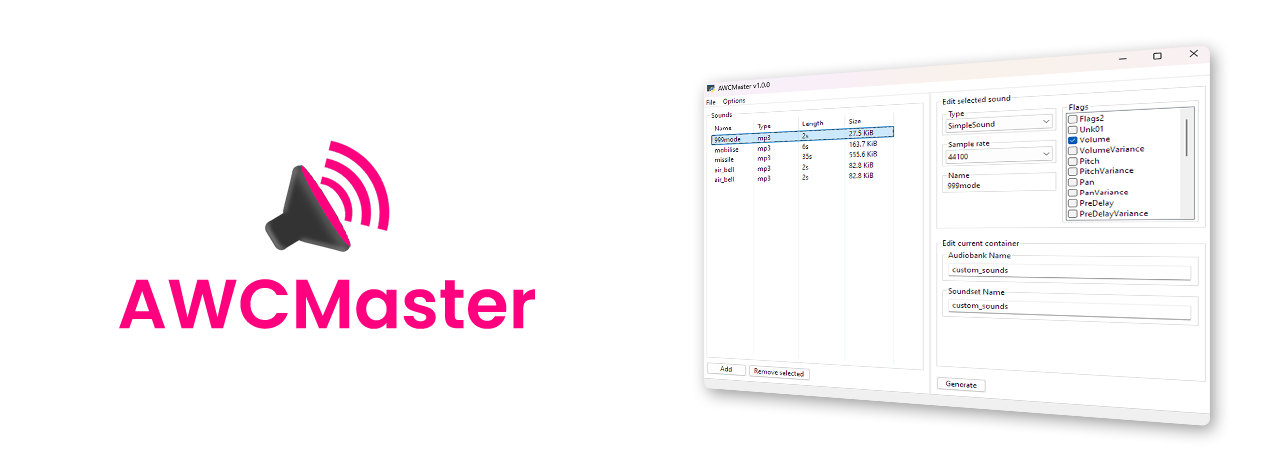 AWCMaster
AWCMaster v1.0.0
File Options
Sounds
Name Type Length Size
999mode mp3 2s 27.5 KiB
mobilise mp3 6s 163.7 KiB
missile mp3 35s 555.6 KiB
air_bell mp3 2s 82.8 KiB
air_bell mp3 2s 82.8 KiB
Add Remove selected
Edit selected sound
Type
SimpleSound
Sample rate
44100
Name
999mode
Flags
Flags2
Unk01
Volume
VolumeVariance
Pitch
PitchVariance
Pan
PanVariance
PreDelay
PreDelayVariance
Edit current container
Audiobank Name
custom_sounds
Soundset Name
custom_sounds
Generate